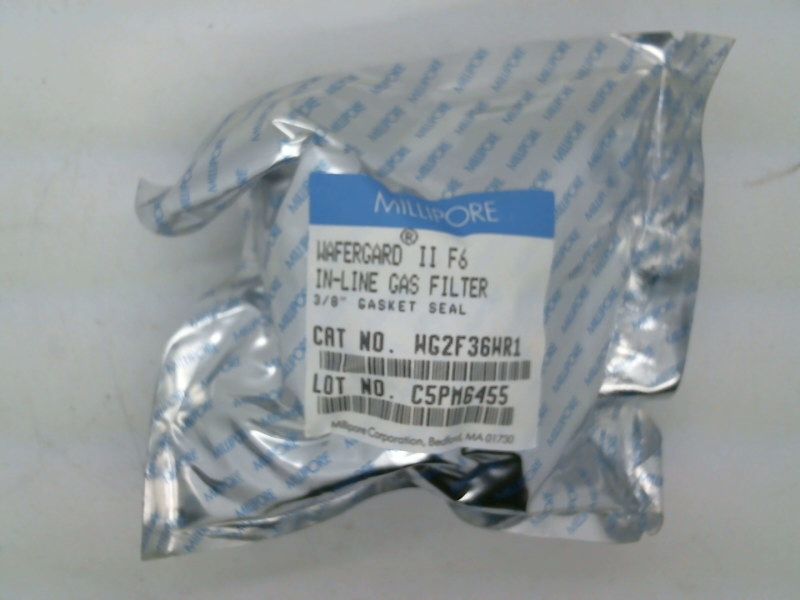 MILLIPORE
WAFERGARD® II F6
IN-LINE GAS FILTER
3/8" GASKET SEAL
CAT NO. WG2F36WR1
LOT NO. C5PM6455
Millipore Corporation, Bedford, MA 01730